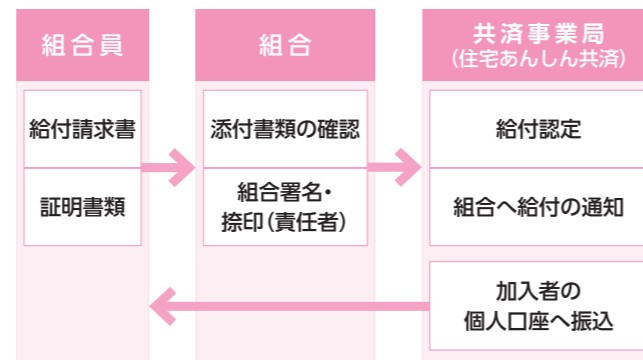 組合員
組合
共済事業局
(住宅あんしん共済)
給付請求書
証明書類
添付書類の確認
組合署名・
捺印(責任者)
給付認定
組合へ給付の通知
加入者の
個人口座へ振込